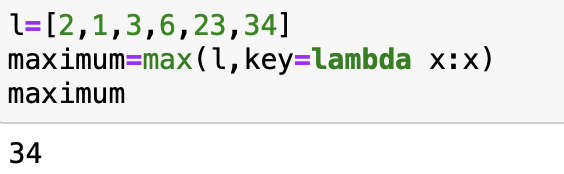 l=[2,1,3,6,23,34]
maximum=max(l,key=lambda x:x)
maximum
34